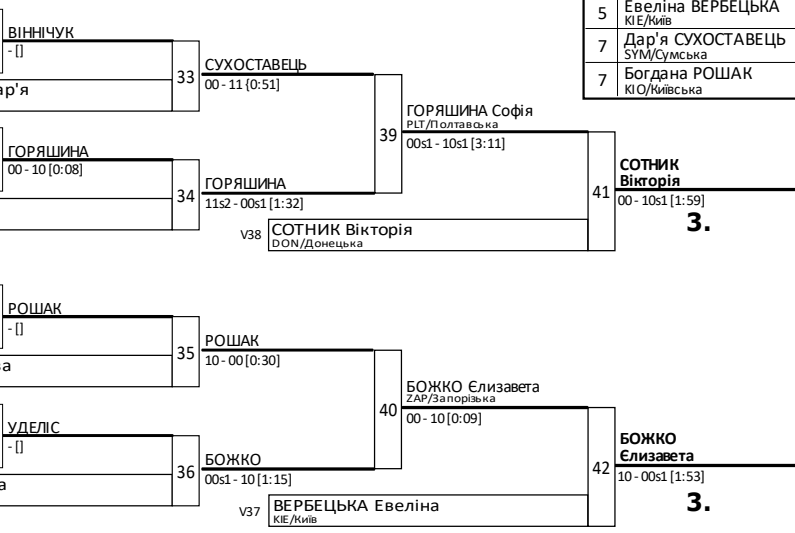 5 Евеліна ВЕРБЕЦЬКА
KIE/Київ
7 Дар'я СУХОСТАВЕЦЬ
SYM/Сумська
7 Богдана РОШАК
KIO/Київська
ВІННІЧУК
- []
ар'я
33
СУХОСТАВЕЦЬ
00 - 11 {0:51]
ГОРЯШИНА
00 - 10 [0:08]
34
ГОРЯШИНА
11s2 - 00s1 [1:32]
39
ГОРЯШИНА Софія
PLT/Полтавська
00s1 - 10s1 [3:11]
V38 СОТНИК Вікторія
DON/Донецька
41
СОТНИК
Вікторія
00 - 10s1 [1:59]
3.
РОШАК
- []
35
РОШАК
10 - 00 [0:30]
УДЕЛІС
- []
36
БОЖКО
00s1 - 10 [1:15]
40
БОЖКО Єлизавета
ZAP/Запорізька
00 - 10 [0:09]
V37 ВЕРБЕЦЬКА Евеліна
KIE/Київ
42
БОЖКО
Єлизавета
10 - 00s1 [1:53]
3.